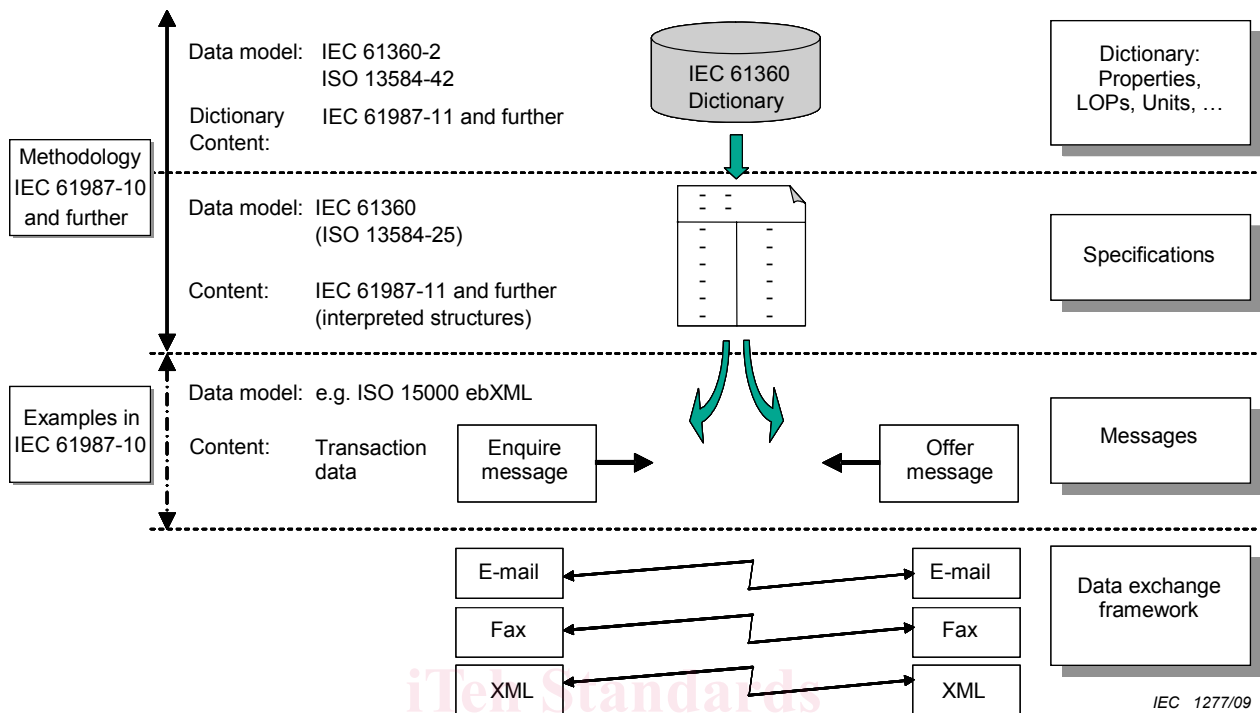 Data model: IEC 61360-2
ISO 13584-42
Dictionary Content: IEC 61987-11 and further
IEC 61360
Dictionary
Dictionary:
Properties,
LOPs, Units, …
Methodology
IEC 61987-10
and further
Data model: IEC 61360
(ISO 13584-25)
Content: IEC 61987-11 and further
(interpreted structures)
Specifications
Examples in
IEC 61987-10
Data model: e.g. ISO 15000 ebXML
Content: Transaction
data
Enquire
message
Offer
message
Messages
E-mail
E-mail
Fax
Fax
XML
XML
Data exchange
framework
iTeh Standards
IEC 1277/09